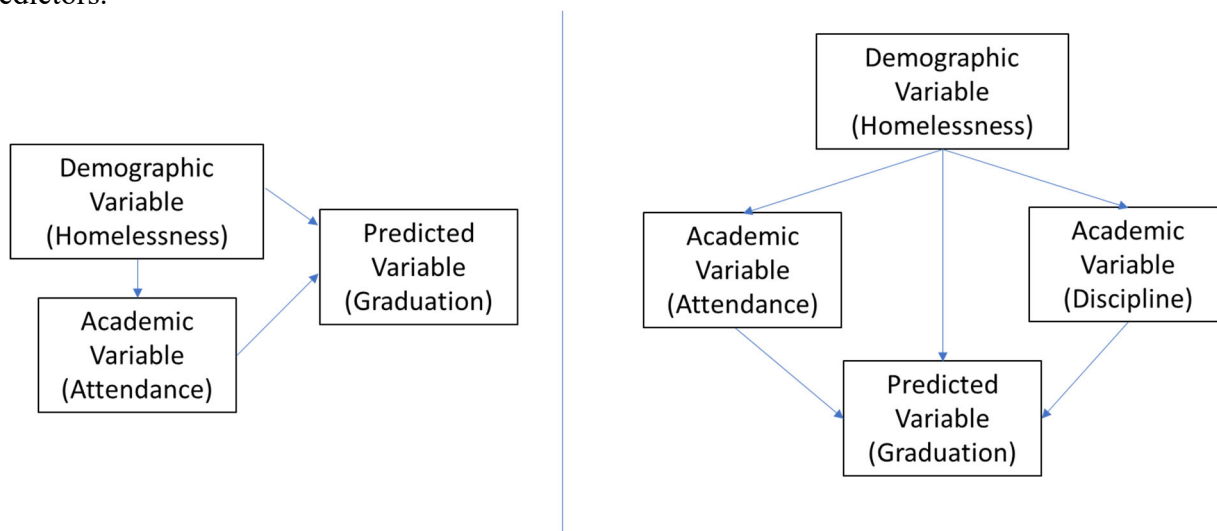 edictors.
Demographic
Variable
(Homelessness)
Academic
Variable
(Attendance)
Predicted
Variable
(Graduation)
Demographic
Variable
(Homelessness)
Academic
Variable
(Attendance)
Academic
Variable
(Discipline)
Predicted
Variable
(Graduation)